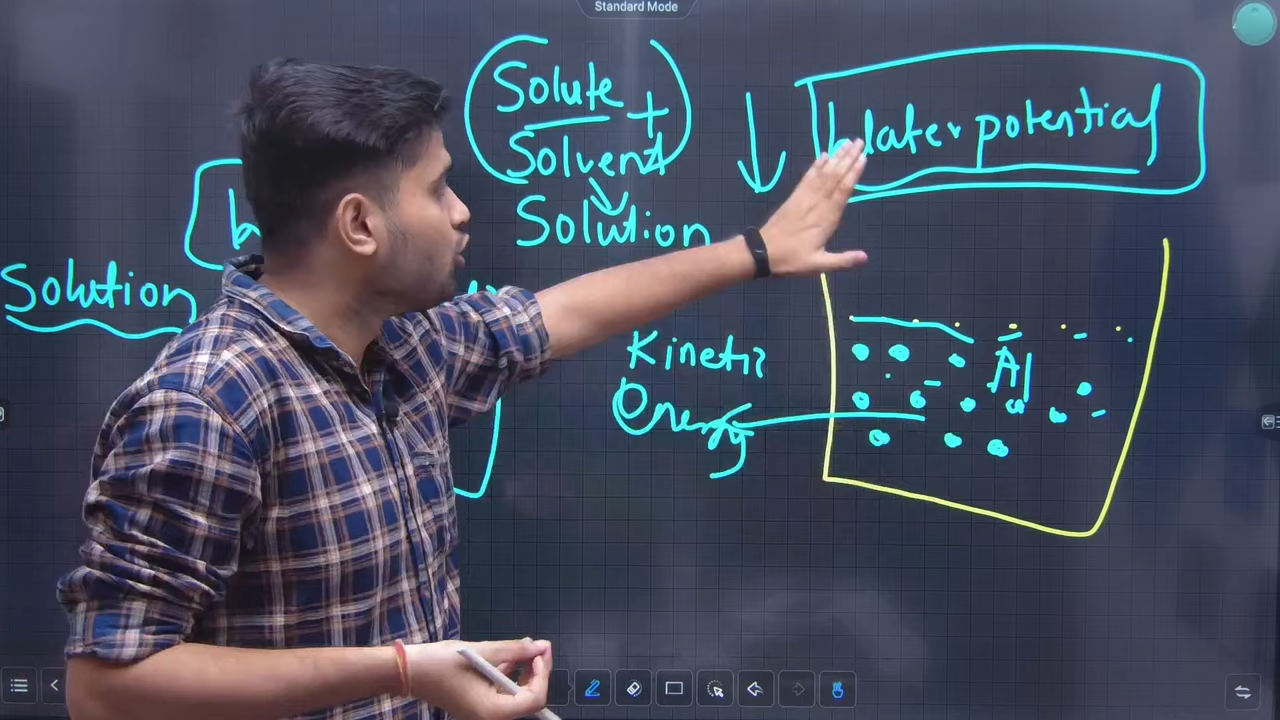 Standard Mode
Solute +
Solvent
Solution
Water potential
Solution
Kinetic
Energy